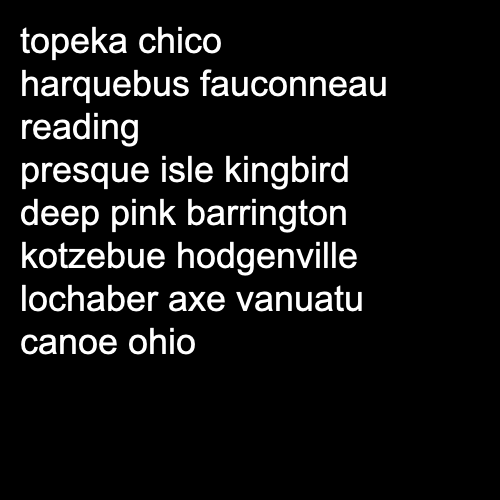 topeka chico
harquebus fauconneau
reading
presque isle kingbird
deep pink barrington
kotzebue hodgenville
lochaber axe vanuatu
canoe ohio